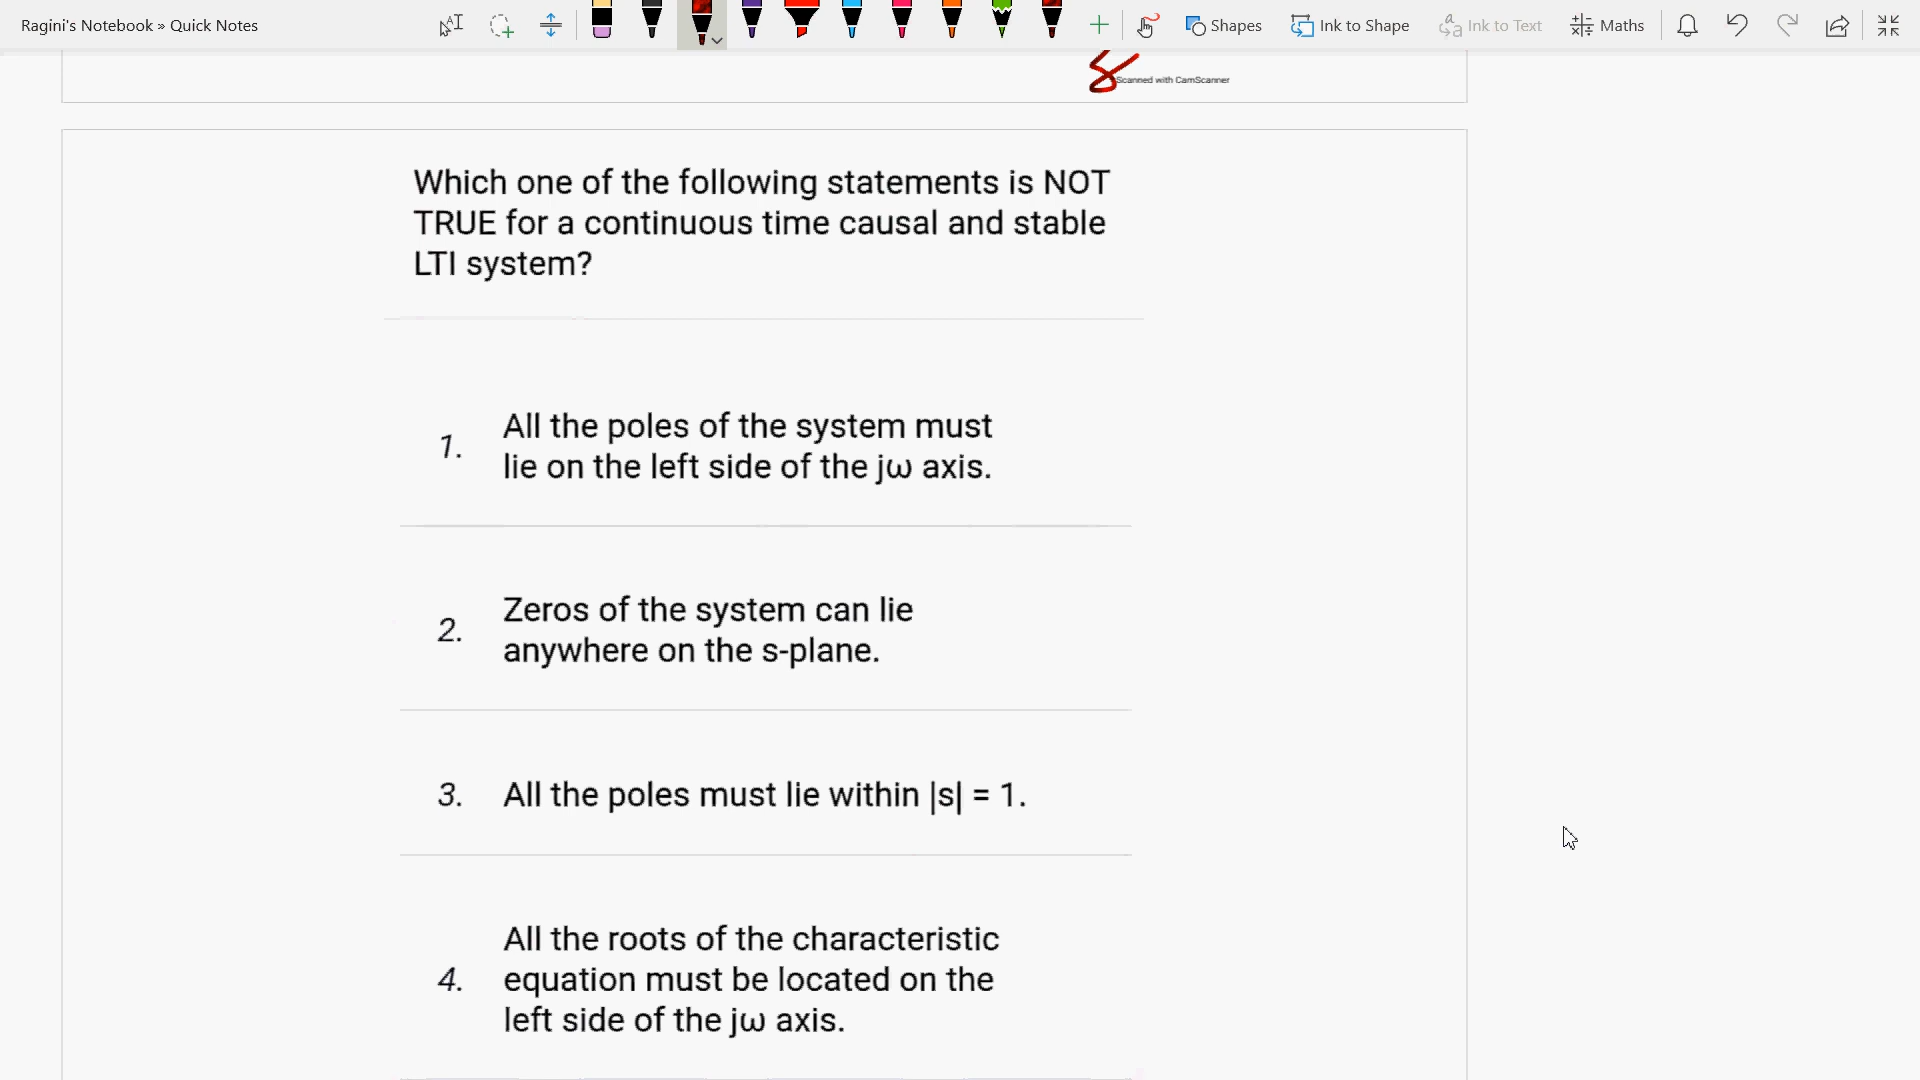 Ragini's Notebook » Quick Notes
Shapes
Ink to Shape
Ink to Text
Maths
Scanned with CamScanner
Which one of the following statements is NOT
TRUE for a continuous time causal and stable
LTI system?
1. All the poles of the system must
lie on the left side of the jω axis.
2. Zeros of the system can lie
anywhere on the s-plane.
3. All the poles must lie within |s| = 1.
4. All the roots of the characteristic
equation must be located on the
left side of the jω axis.